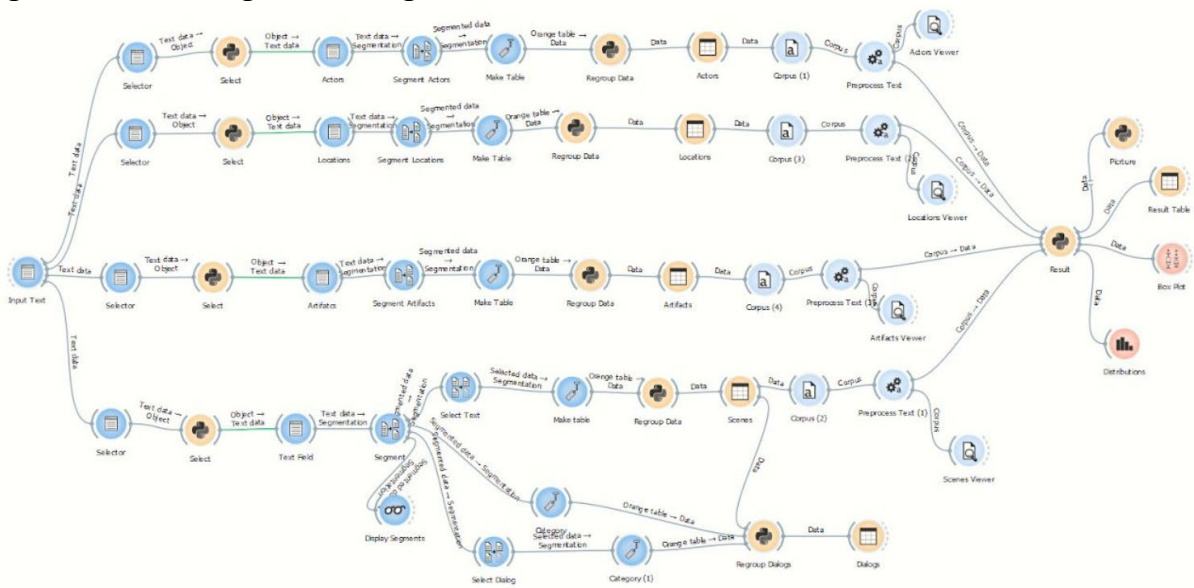 Text data → Object
Object → Text data
Text data → Segmentation
Segmented data → Segmentation
Orange table → Data
Data
Data
Corpus
Corpus
Actors Viewer
Selector
Select
Actors
Segment Actors
Make Table
Regroup Data
Actors
Corpus (1)
Preprocess Text
Text data
Text data → Object
Object → Text data
Text data → Segmentation
Segmented data → Segmentation
Orange table → Data
Data
Data
Corpus
Corpus → Data
Selector
Select
Locations
Segment Locations
Make Table
Regroup Data
Locations
Corpus (3)
Preprocess Text (2)
Corpus
Corpus → Data
Data
Picrture
Text data
Locations Viewer
Data
Result Table
Input Text
Text data
Text data → Object
Object → Text data
Text data → Segmentation
Segmented data → Segmentation
Orange table → Data
Data
Data
Corpus
Corpus → Data
Result
Data
Box Plot
Selector
Select
Artifatcs
Segment Artifacts
Make Table
Regroup Data
Artifacts
Corpus (4)
Preprocess Text
Corpus
Artifacts Viewer
Corpus → Data
Data
Distributions
Text data
Segmented data → Segmentation
Selected data → Segmentation
Orange table → Data
Data
Data
Corpus
Select Text
Make table
Regroup Data
Scenes
Corpus (2)
Preprocess Text (1)
Text data → Object
Object → Text data
Text data → Segmentation
Selector
Select
Text Field
Segment
Corpus
Scenes Viewer
Segmented data → Segmentation
Segmented data → Segmentation
Segmented data → Segmentation
Data
Display Segments
Category
Orange table → Data
Selected data → Segmentation
Orange table → Data
Data
Select Dialog
Category (1)
Regroup Dialogs
Dialogs